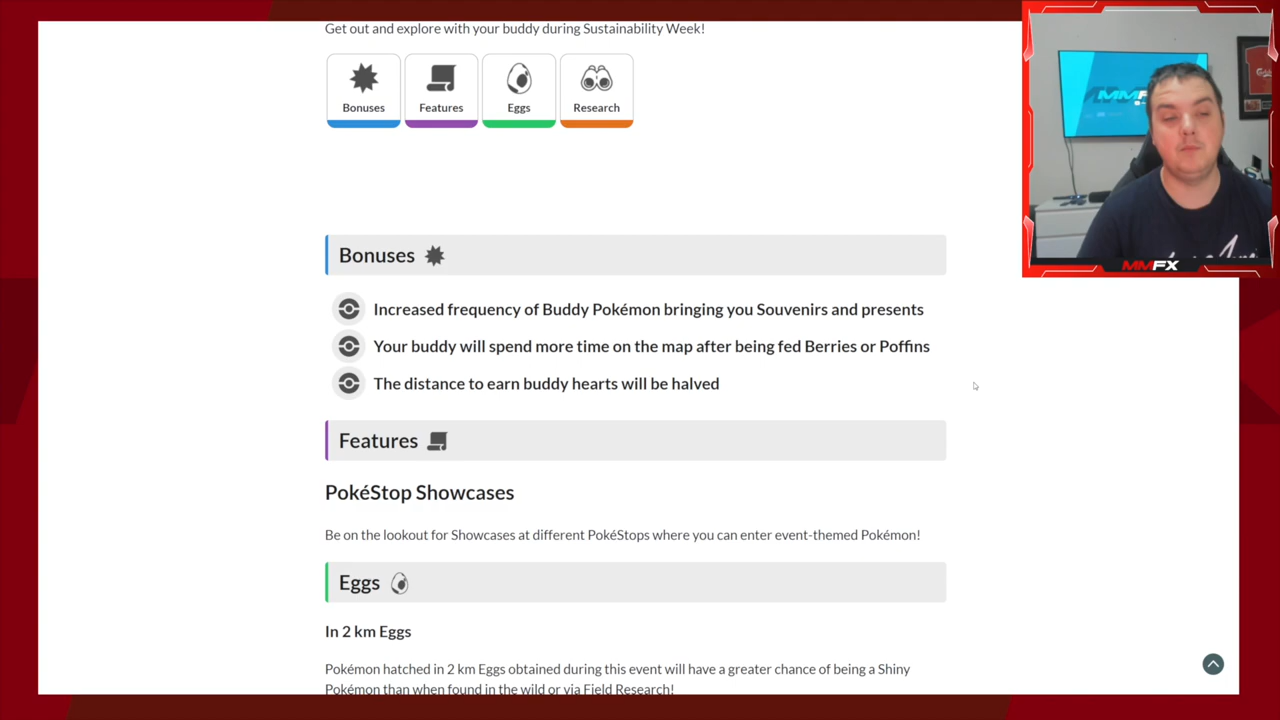 Get out and explore with your buddy during Sustainability Week!
Bonuses
Features
Eggs
Research
Bonuses
Increased frequency of Buddy Pokémon bringing you Souvenirs and presents
Your buddy will spend more time on the map after being fed Berries or Poffins
The distance to earn buddy hearts will be halved
Features
PokéStop Showcases
Be on the lookout for Showcases at different PokéStops where you can enter event-themed Pokémon!
Eggs
In 2 km Eggs
Pokémon hatched in 2 km Eggs obtained during this event will have a greater chance of being a Shiny
Pokémon than when found in the wild or via Field Research!
MMFX